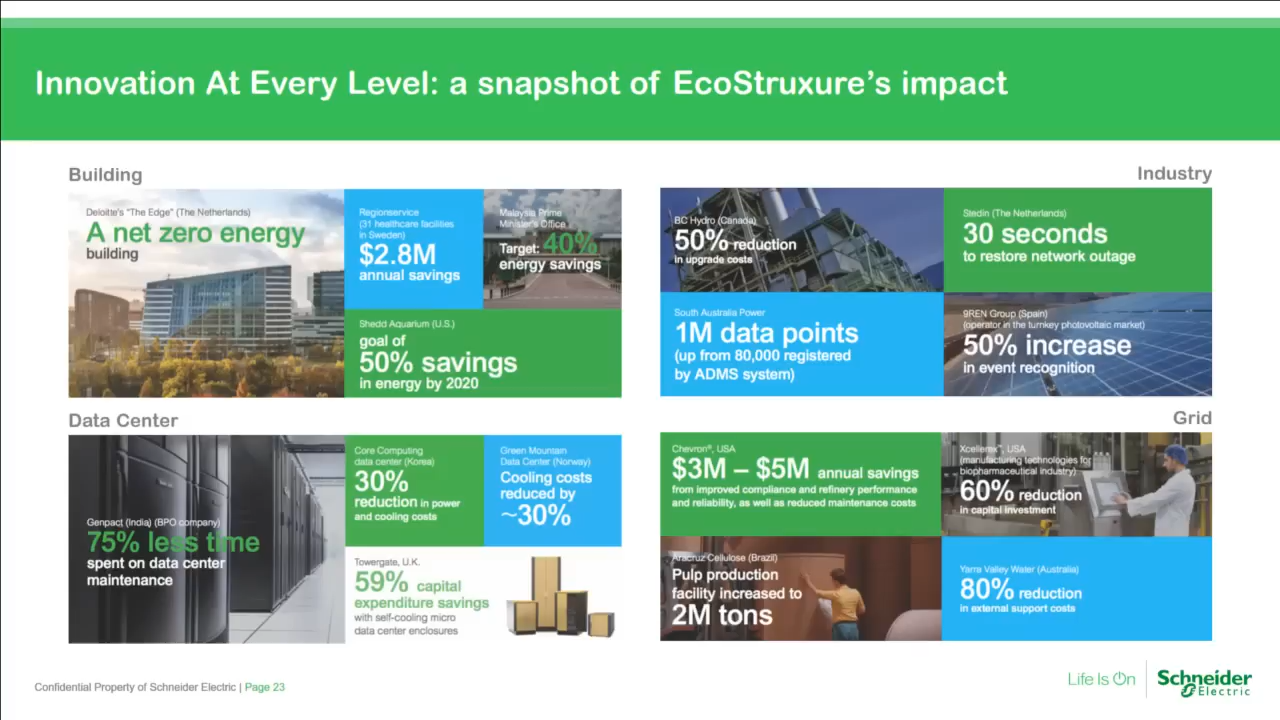 Innovation At Every Level: a snapshot of EcoStruxure's impact
Building
Deloitte's "The Edge" (The Netherlands)
A net zero energy
building
Regionservice
(31 healthcare facilities
in Sweden)
$2.8M
annual savings
Malaysia Prime
Minister's Office
Target: 40%
energy savings
Shedd Aquarium (U.S.)
goal of
50% savings
in energy by 2020
Industry
BC Hydro (Canada)
50% reduction
in upgrade costs
Stedin (The Netherlands)
30 seconds
to restore network outage
South Australia Power
1M data points
(up from 80,000 registered
by ADMS system)
9REN Group (Spain)
(operator in the turnkey photovoltaic market)
50% increase
in event recognition
Data Center
Genpact (India) (BPO company)
75% less time
spent on data center
maintenance
Core Computing
data center (Korea)
30%
reduction in power
and cooling costs
Green Mountain
Data Center (Norway)
Cooling costs
reduced by
~30%
Towergate, U.K.
59% capital
expenditure savings
with self-cooling micro
data center enclosures
Grid
Chevron®, USA
$3M – $5M annual savings
from improved compliance and refinery performance
and reliability, as well as reduced maintenance costs
Xcellerex™, USA
(manufacturing technologies for
biopharmaceutical industry)
60% reduction
in capital investment
Aracruz Cellulose (Brazil)
Pulp production
facility increased to
2M tons
Yarra Valley Water (Australia)
80% reduction
in external support costs
Confidential Property of Schneider Electric | Page 23
Life Is On
Schneider
Electric